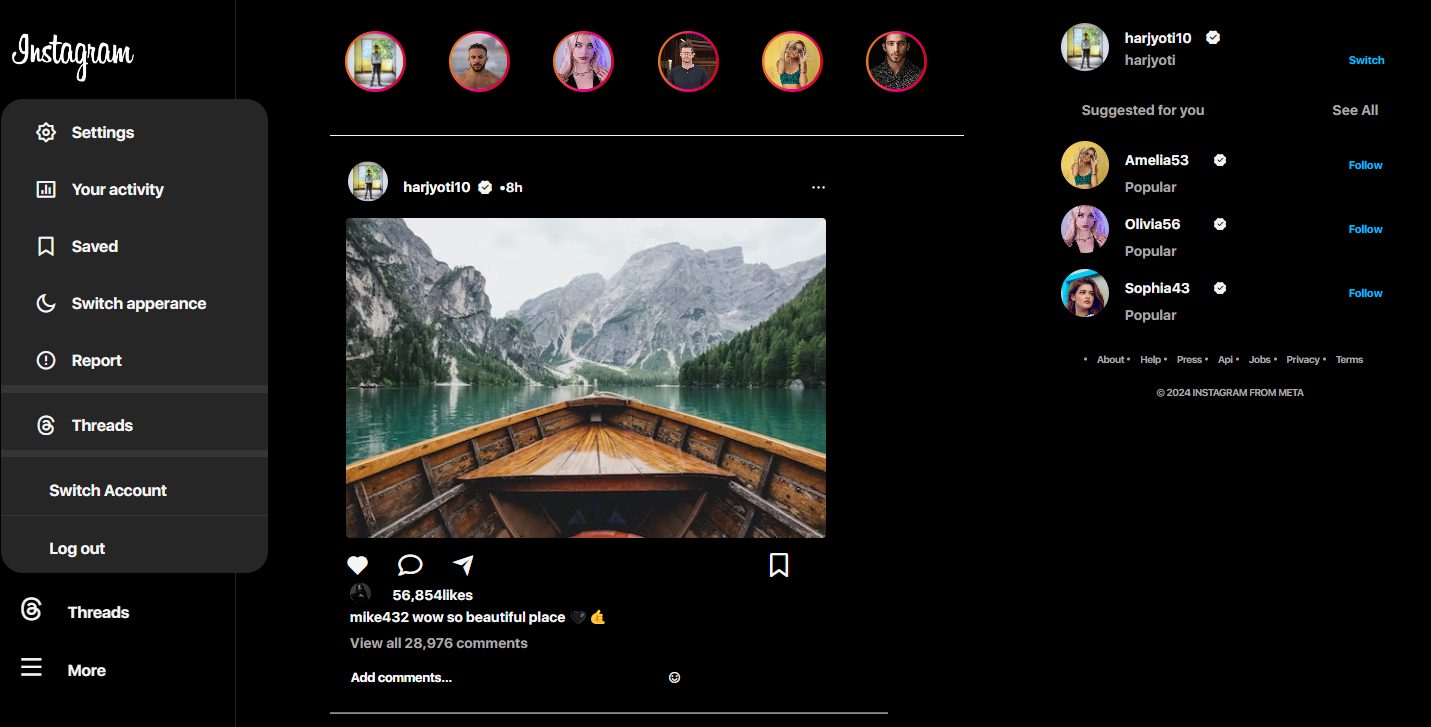 Instagram
Settings
Your activity
Saved
Switch apperance
Report
Threads
Switch Account
Log out
Threads
More
harjyoti10 •8h
...
56,854likes
mike432 wow so beautiful place 🖤 🤙
View all 28,976 comments
Add comments...
harjyoti10
harjyoti
Switch
Suggested for you See All
Amelia53
Popular
Follow
Olivia56
Popular
Follow
Sophia43
Popular
Follow
• About • Help • Press • Api • Jobs • Privacy • Terms
© 2024 INSTAGRAM FROM META